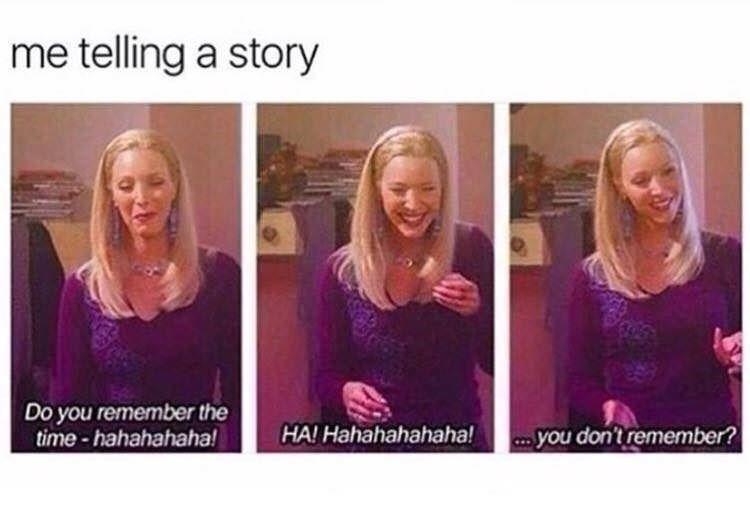 me telling a story
Do you remember the
time - hahahahaha!
HA! Hahahahahaha!
... you don't remember?